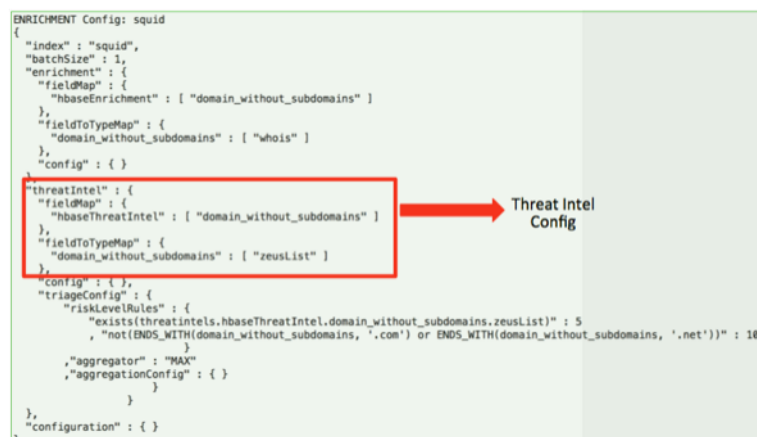 ENRICHMENT Config: squid
{
"index" : "squid",
"batchSize" : 1,
"enrichment" : {
"fieldMap" : {
"hbaseEnrichment" : [ "domain_without_subdomains" ]
},
"fieldToTypeMap" : {
"domain_without_subdomains" : [ "whois" ]
},
"config" : { }
},
"threatIntel" : {
"fieldMap" : {
"hbaseThreatIntel" : [ "domain_without_subdomains" ]
},
"fieldToTypeMap" : {
"domain_without_subdomains" : [ "zeusList" ]
},
"config" : { },
"triageConfig" : {
"riskLevelRules" : {
"exists(threatintels.hbaseThreatIntel.domain_without_subdomains.zeusList)" : 5
, "not(ENDS_WITH(domain_without_subdomains, '.com') or ENDS_WITH(domain_without_subdomains, '.net'))" : 10
}
,"aggregator" : "MAX"
,"aggregationConfig" : { }
}
}
},
"configuration" : { }
}
Threat Intel
Config